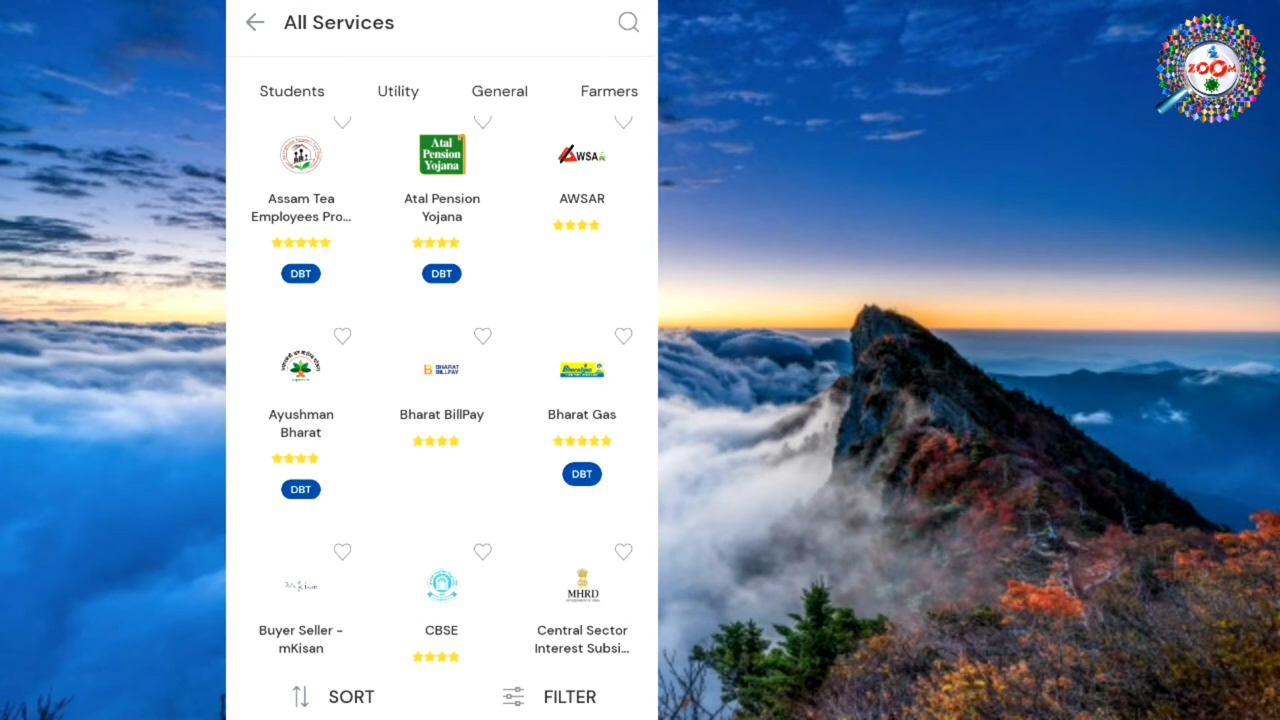 All Services
Students Utility General Farmers
Atal
Pension
Yojana
AWSAR
Assam Tea
Employees Pro...
Atal Pension
Yojana
AWSAR
DBT
DBT
BHARAT
BILLPAY
Bharatgas
Ayushman
Bharat
Bharat BillPay
Bharat Gas
DBT
DBT
MHRD
Buyer Seller -
mKisan
CBSE
Central Sector
Interest Subsi...
SORT
FILTER
ZOOM